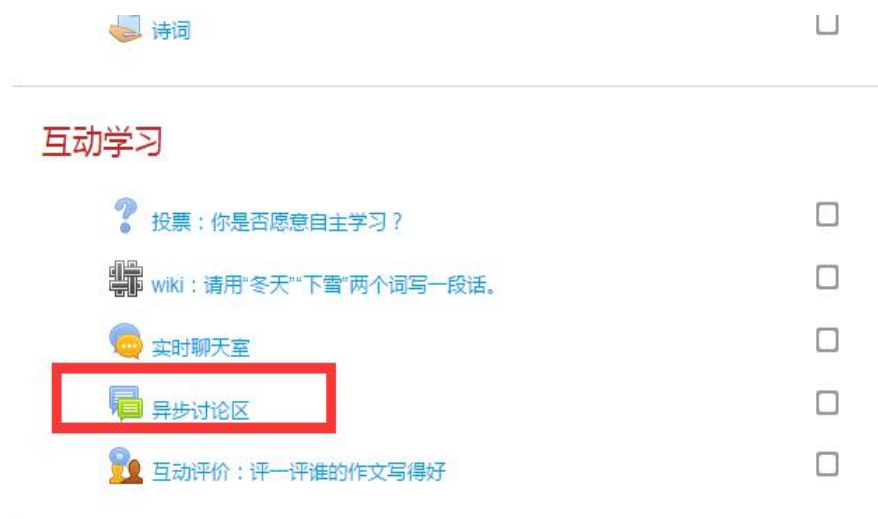 诗词
互动学习
投票：你是否愿意自主学习？
wiki：请用“冬天”“下雪”两个词写一段话。
实时聊天室
异步讨论区
互动评价：评一评谁的作文写得好